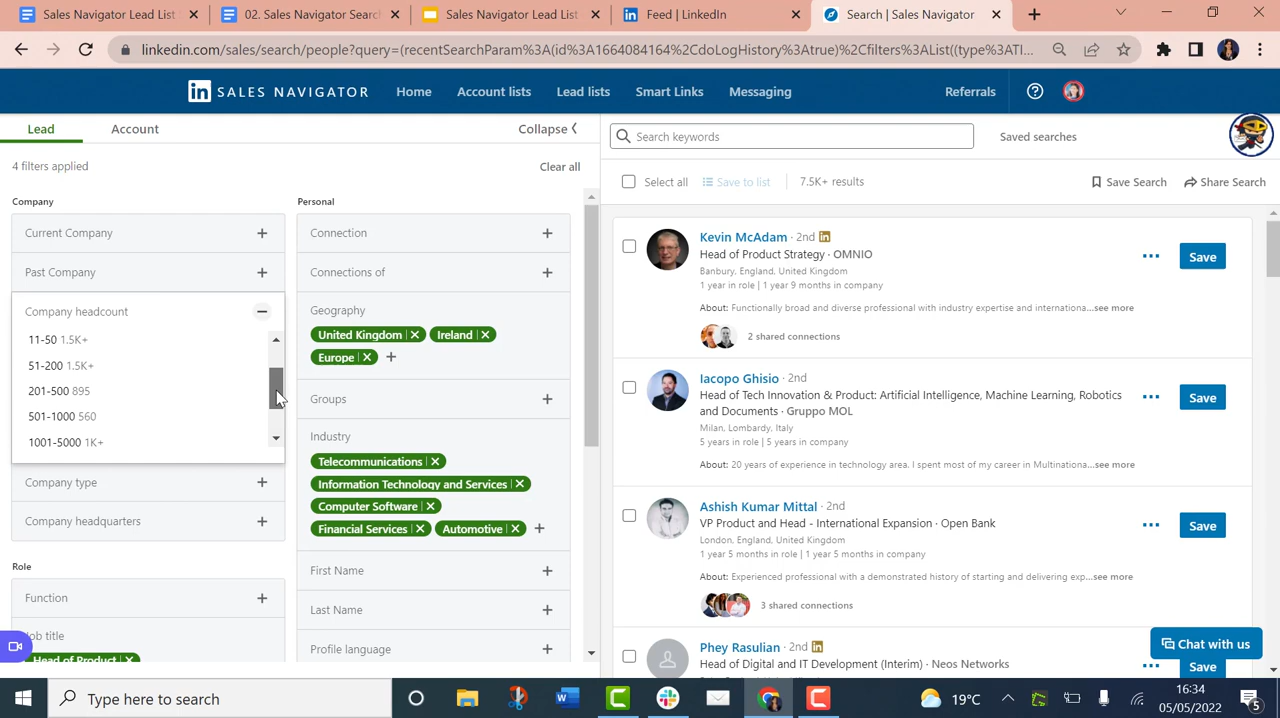 Sales Navigator Lead List
02. Sales Navigator Searc
Sales Navigator Lead List
Feed | LinkedIn
Search | Sales Navigator
linkedin.com/sales/search/people?query=(recentSearchParam%3A(id%3A1664084164%2CdoLogHistory%3Atrue)%2Cfilters%3AList((type%3ATI...
in SALES NAVIGATOR
Home
Account lists
Lead lists
Smart Links
Messaging
Referrals
Lead
Account
Collapse
Search keywords
Saved searches
4 filters applied
Clear all
Select all
Save to list
7.5K+ results
Save Search
Share Search
Company
Current Company
Past Company
Company headcount
11-50 1.5K+
51-200 1.5K+
201-500 895
501-1000 560
1001-5000 1K+
Company type
Company headquarters
Role
Function
Job title
Head of Product
Personal
Connection
Connections of
Geography
United Kingdom
Ireland
Europe
Groups
Industry
Telecommunications
Information Technology and Services
Computer Software
Financial Services
Automotive
First Name
Last Name
Profile language
Kevin McAdam · 2nd
Head of Product Strategy · OMNIO
Banbury, England, United Kingdom
1 year in role | 1 year 9 months in company
About: Functionally broad and diverse professional with industry expertise and internationa...see more
2 shared connections
Save
Iacopo Ghisio · 2nd
Head of Tech Innovation & Product: Artificial Intelligence, Machine Learning, Robotics
and Documents · Gruppo MOL
Milan, Lombardy, Italy
5 years in role | 5 years in company
About: 20 years of experience in technology area. I spent most of my career in Multinationa...see more
Save
Ashish Kumar Mittal · 2nd
VP Product and Head - International Expansion · Open Bank
London, England, United Kingdom
1 year 5 months in role | 1 year 5 months in company
About: Experienced professional with a demonstrated history of starting and delivering exp...see more
3 shared connections
Save
Phey Rasulian · 2nd
Head of Digital and IT Development (Interim) · Neos Networks
Save
Chat with us
Type here to search
19°C
16:34
05/05/2022
5